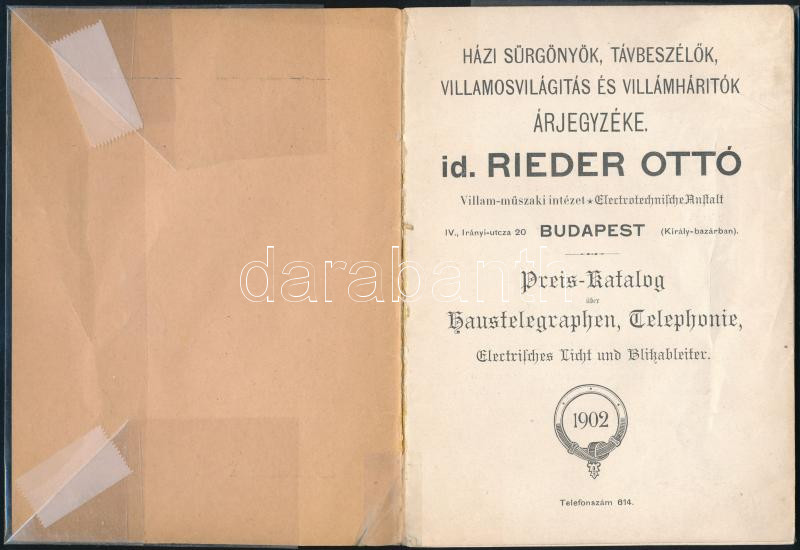 HÁZI SÜRGÖNYÖK, TÁVBESZÉLŐK,
VILLAMOSVILÁGITÁS ÉS VILLÁMHÁRITÓK
ÁRJEGYZÉKE.
id. RIEDER OTTÓ
Villam-műszaki intézet ★ Electrotechnische Anstalt
IV., Irányi-utcza 20 BUDAPEST (Király-bazárban).
Preis-Katalog
über
Haustelegraphen, Telephonie,
Electrisches Licht und Blitzableiter.
1902
Telefonszám 614.
darabanth